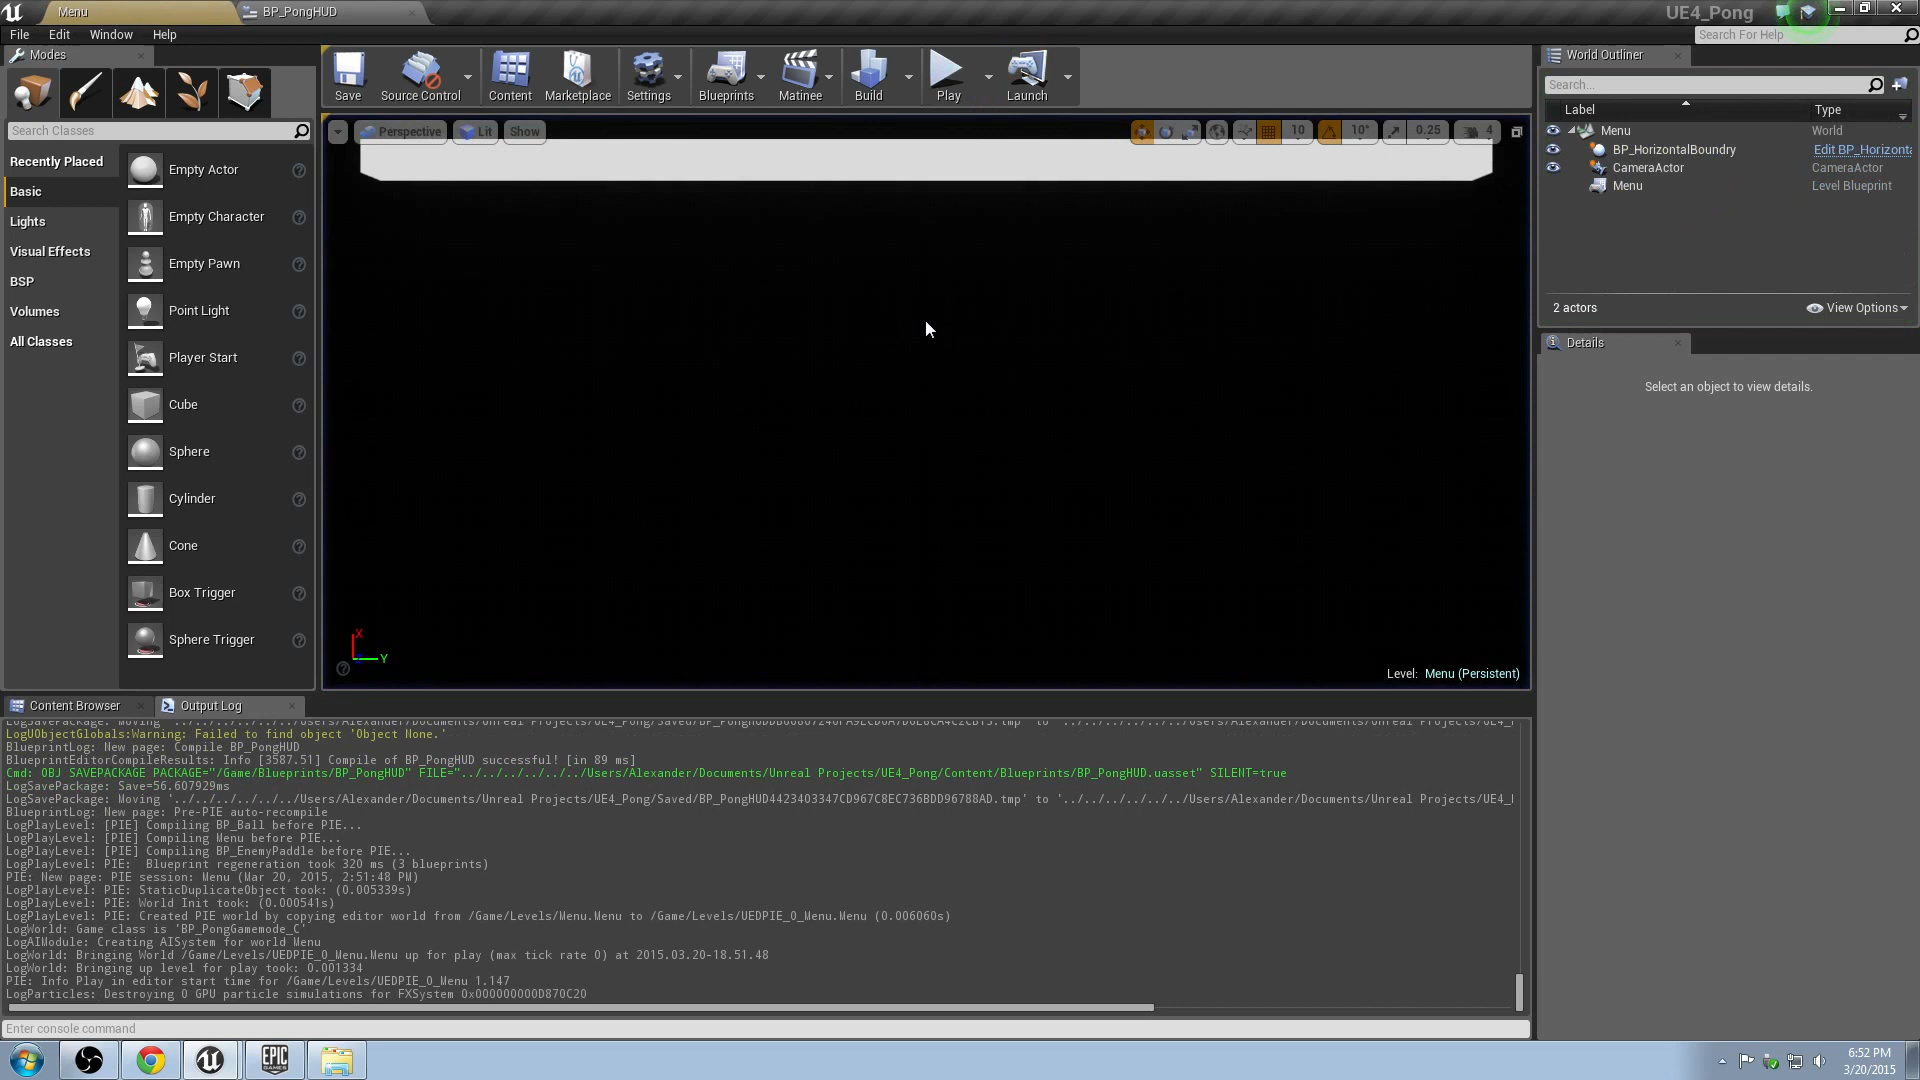 Menu
BP_PongHUD
UE4_Pong
File
Edit
Window
Help
Search For Help
Modes
Search Classes
Recently Placed
Basic
Lights
Visual Effects
BSP
Volumes
All Classes
Empty Actor
Empty Character
Empty Pawn
Point Light
Player Start
Cube
Sphere
Cylinder
Cone
Box Trigger
Sphere Trigger
Save
Source Control
Content
Marketplace
Settings
Blueprints
Matinee
Build
Play
Launch
Perspective
Lit
Show
10
10°
0.25
4
X
Y
Level: Menu (Persistent)
World Outliner
Search...
Label
Type
Menu
World
BP_HorizontalBoundry
Edit BP_Horizonta
CameraActor
CameraActor
Menu
Level Blueprint
2 actors
View Options
Details
Select an object to view details.
Content Browser
Output Log
LogUObjectGlobals:Warning: Failed to find object 'Object None.'
BlueprintLog: New page: Compile BP_PongHUD
BlueprintEditorCompileResults: Info [3587.51] Compile of BP_PongHUD successful! [in 89 ms]
Cmd: OBJ SAVEPACKAGE PACKAGE="/Game/Blueprints/BP_PongHUD" FILE="../../../../../../Users/Alexander/Documents/Unreal Projects/UE4_Pong/Content/Blueprints/BP_PongHUD.uasset" SILENT=true
LogSavePackage: Save=56.607929ms
LogSavePackage: Moving '../../../../../../Users/Alexander/Documents/Unreal Projects/UE4_Pong/Saved/BP_PongHUD4423403347CD967C8EC736BDD96788AD.tmp' to '../../../../../../Users/Alexander/Documents/Unreal Projects/UE4_
BlueprintLog: New page: Pre-PIE auto-recompile
LogPlayLevel: [PIE] Compiling BP_Ball before PIE...
LogPlayLevel: [PIE] Compiling Menu before PIE...
LogPlayLevel: [PIE] Compiling BP_EnemyPaddle before PIE...
LogPlayLevel: PIE:  Blueprint regeneration took 320 ms (3 blueprints)
PIE: New page: PIE session: Menu (Mar 20, 2015, 2:51:48 PM)
LogPlayLevel: PIE: StaticDuplicateObject took: (0.005339s)
LogPlayLevel: PIE: World Init took: (0.000541s)
LogPlayLevel: PIE: Created PIE world by copying editor world from /Game/Levels/Menu.Menu to /Game/Levels/UEDPIE_0_Menu.Menu (0.006060s)
LogWorld: Game class is 'BP_PongGamemode_C'
LogAIModule: Creating AISystem for world Menu
LogWorld: Bringing World /Game/Levels/UEDPIE_0_Menu.Menu up for play (max tick rate 0) at 2015.03.20-18.51.48
LogWorld: Bringing up level for play took: 0.001334
PIE: Info Play in editor start time for /Game/Levels/UEDPIE_0_Menu 1.147
LogParticles: Destroying 0 GPU particle simulations for FXSystem 0x000000000D870C20
Enter console command
EPIC GAMES
6:52 PM
3/20/2015